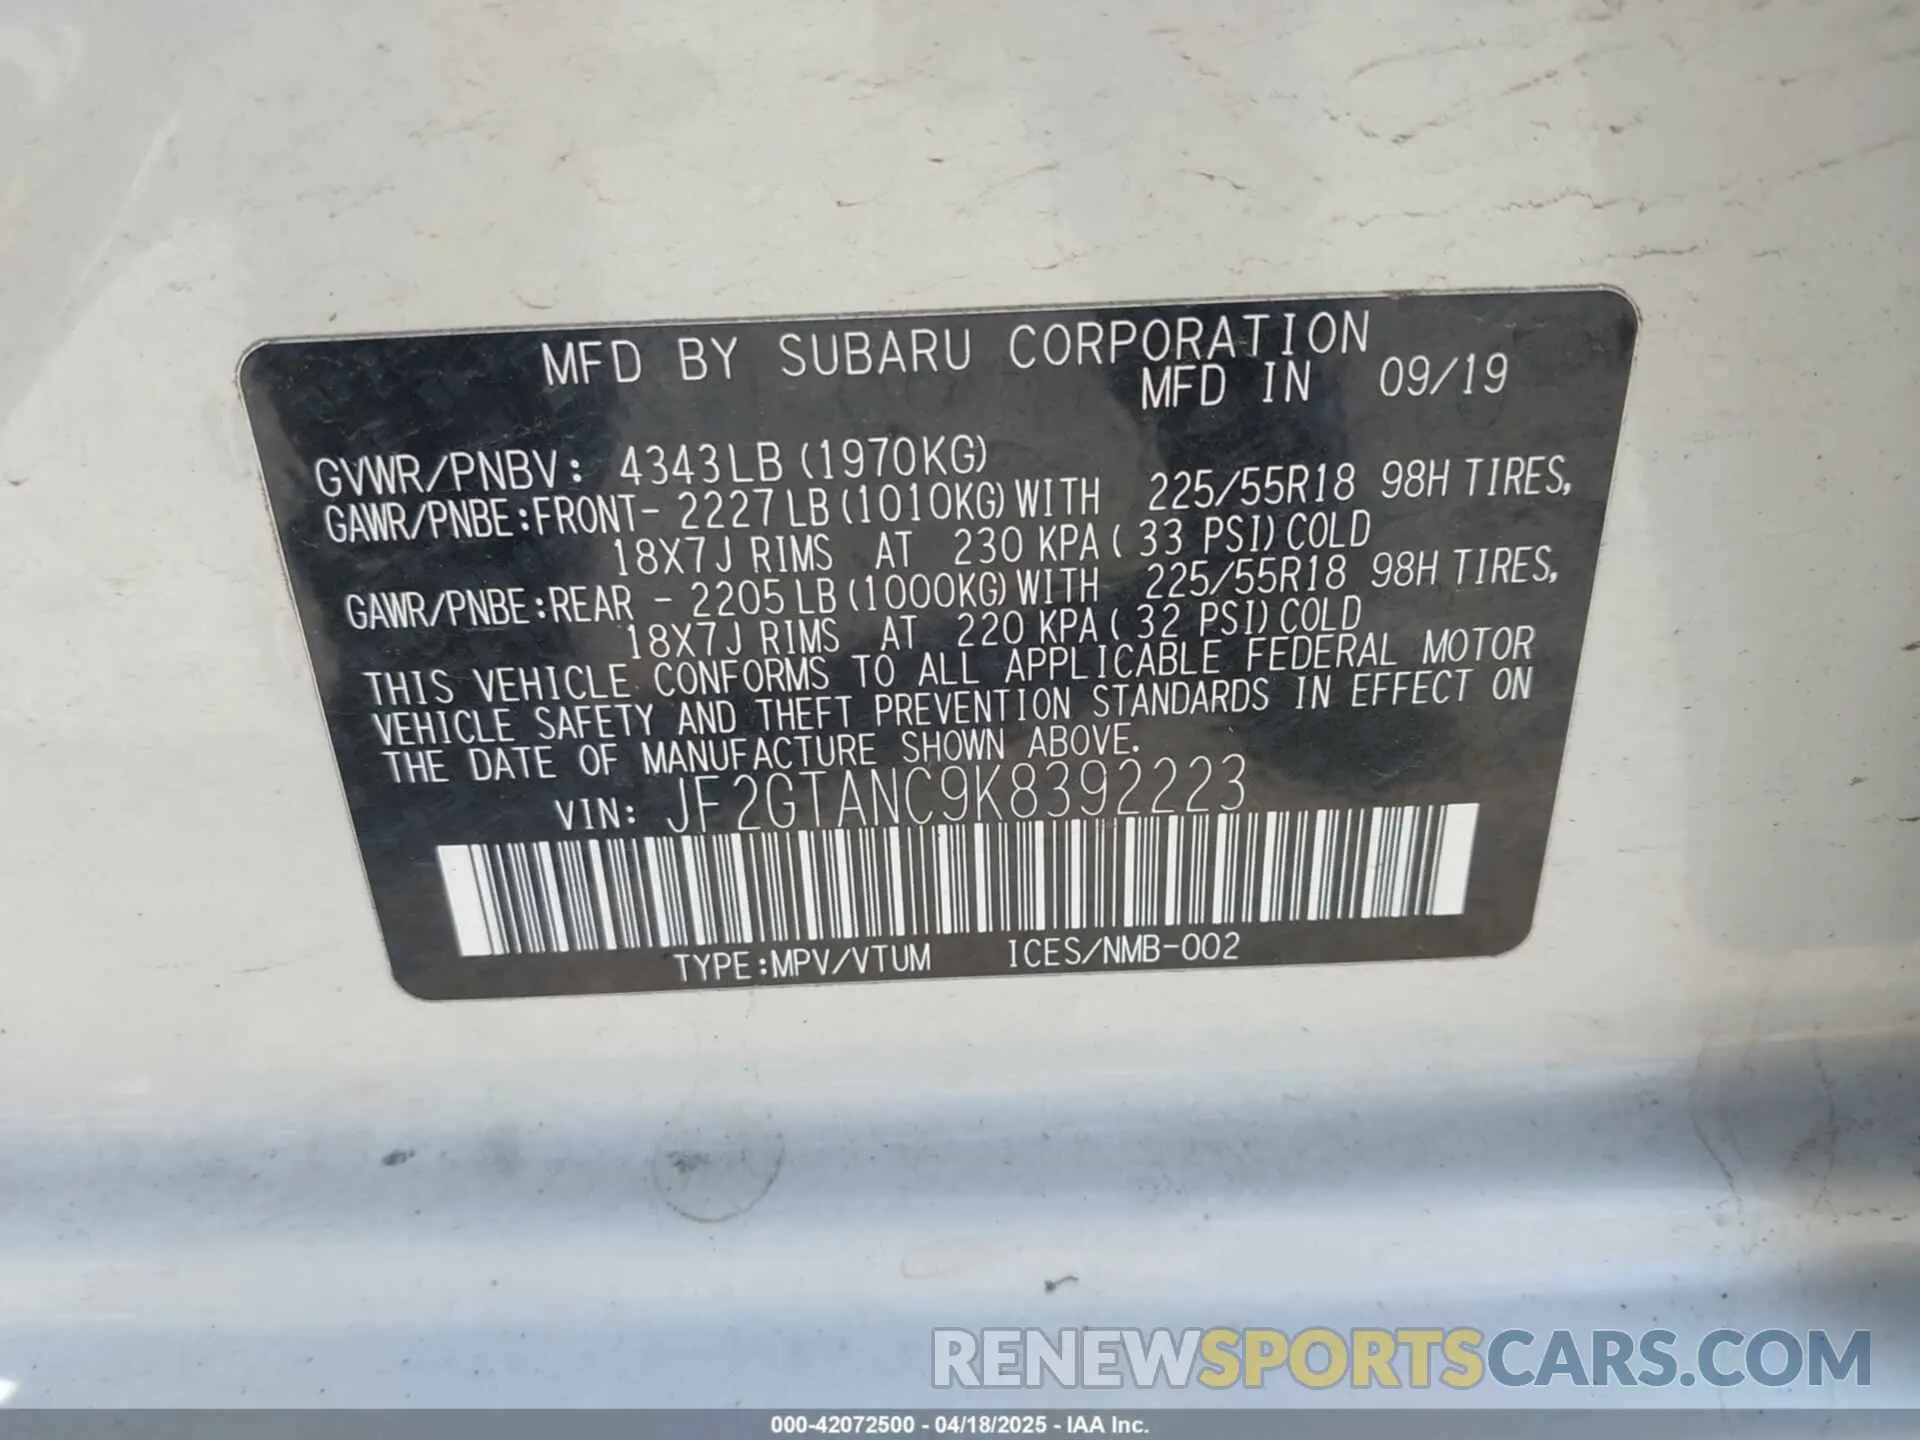 MFD BY SUBARU CORPORATION
MFD IN 09/19
GVWR/PNBV: 4343LB (1970KG)
GAWR/PNBE:FRONT- 2227LB (1010KG) WITH 225/55R18 98H TIRES,
18X7J RIMS AT 230 KPA ( 33 PSI) COLD
GAWR/PNBE:REAR - 2205LB (1000KG) WITH 225/55R18 98H TIRES,
18X7J RIMS AT 220 KPA ( 32 PSI) COLD
THIS VEHICLE CONFORMS TO ALL APPLICABLE FEDERAL MOTOR
VEHICLE SAFETY AND THEFT PREVENTION STANDARDS IN EFFECT ON
THE DATE OF MANUFACTURE SHOWN ABOVE.
VIN: JF2GTANC9K8392223
TYPE:MPV/VTUM ICES/NMB-002
RENEWSPORTSCARS.COM
000-42072500 - 04/18/2025 - IAA Inc.